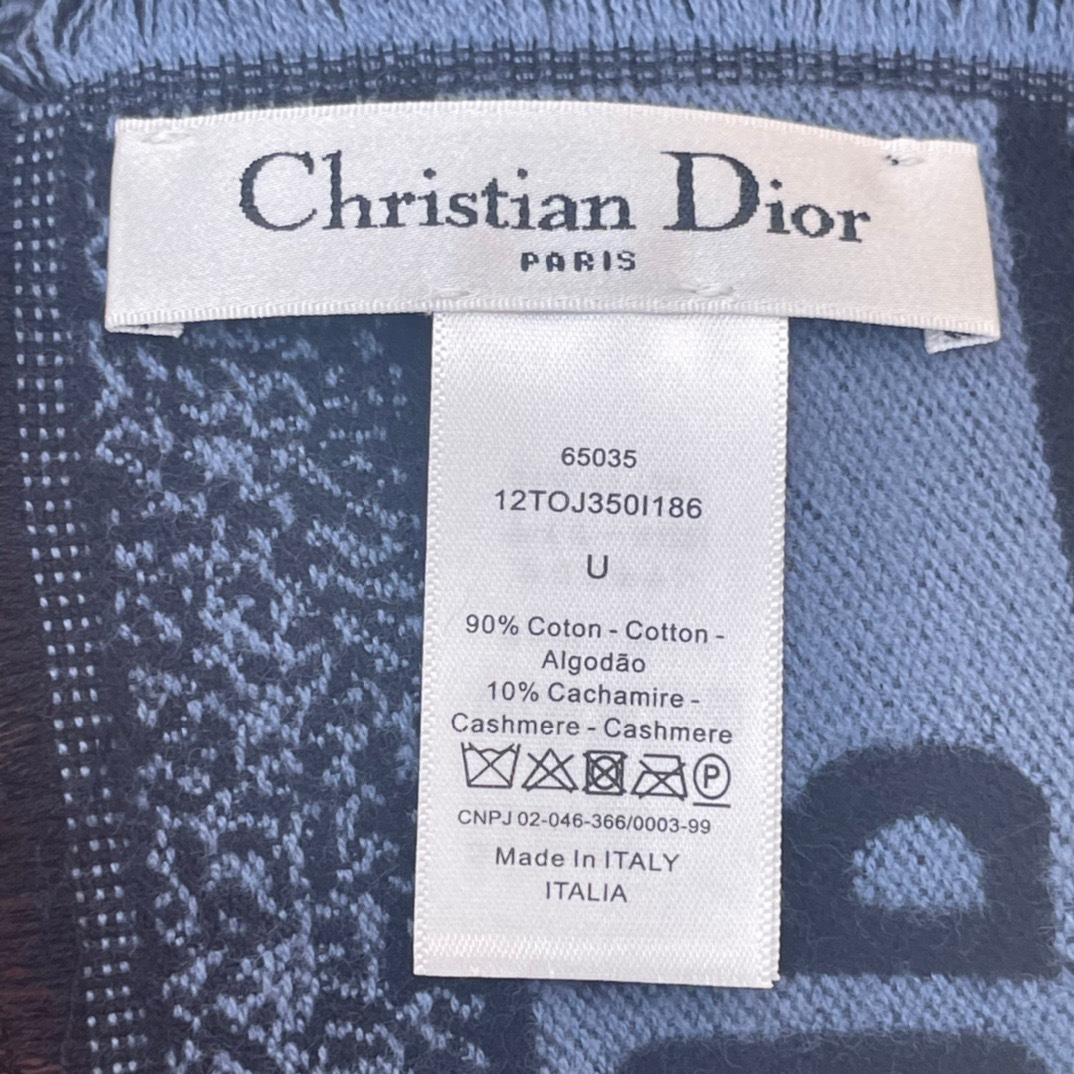 Christian Dior
PARIS
65035
12TOJ350I186
U
90% Coton - Cotton -
Algodão
10% Cachamire -
Cashmere - Cashmere
P
CNPJ 02-046-366/0003-99
Made In ITALY
ITALIA